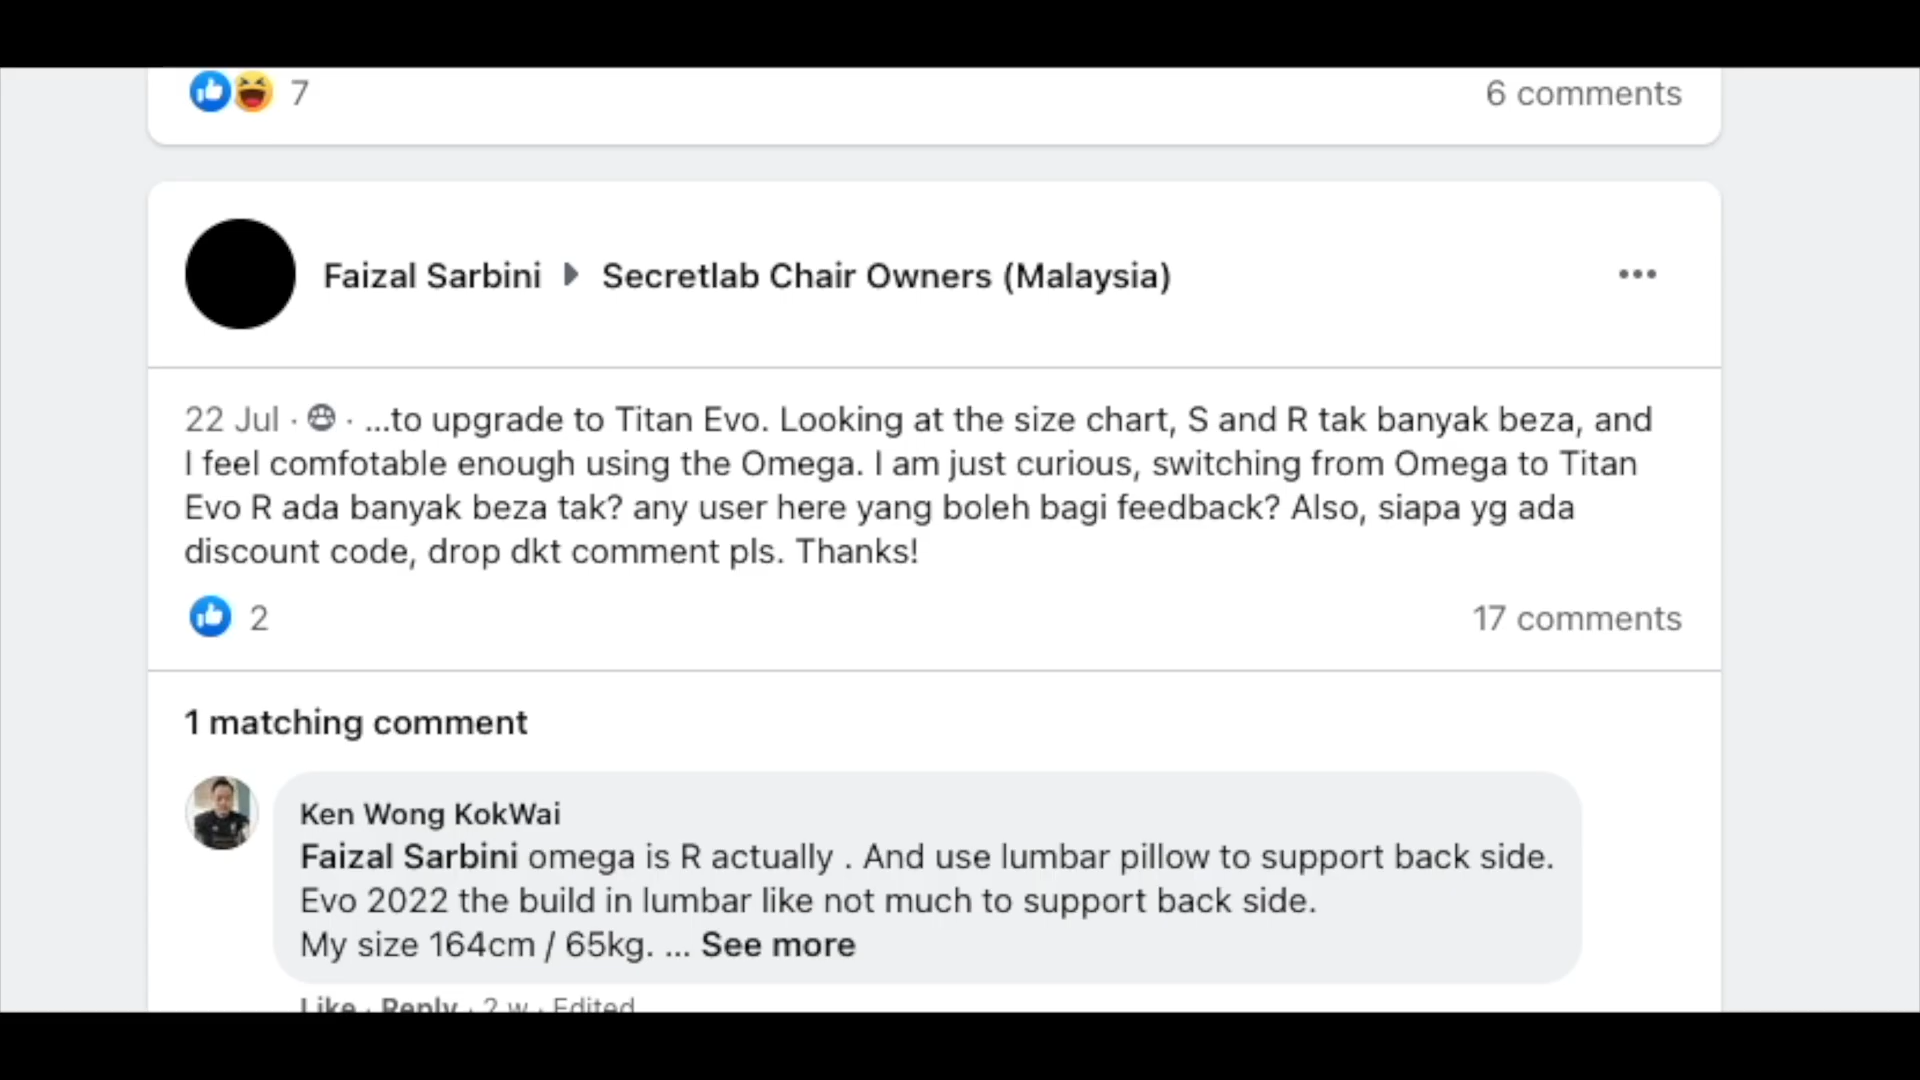 7
6 comments
Faizal Sarbini ▸ Secretlab Chair Owners (Malaysia)
22 Jul · · ...to upgrade to Titan Evo. Looking at the size chart, S and R tak banyak beza, and
I feel comfotable enough using the Omega. I am just curious, switching from Omega to Titan
Evo R ada banyak beza tak? any user here yang boleh bagi feedback? Also, siapa yg ada
discount code, drop dkt comment pls. Thanks!
2
17 comments
1 matching comment
Ken Wong KokWai
Faizal Sarbini omega is R actually . And use lumbar pillow to support back side.
Evo 2022 the build in lumbar like not much to support back side.
My size 164cm / 65kg. ... See more
Like · Reply · 2 w · Edited